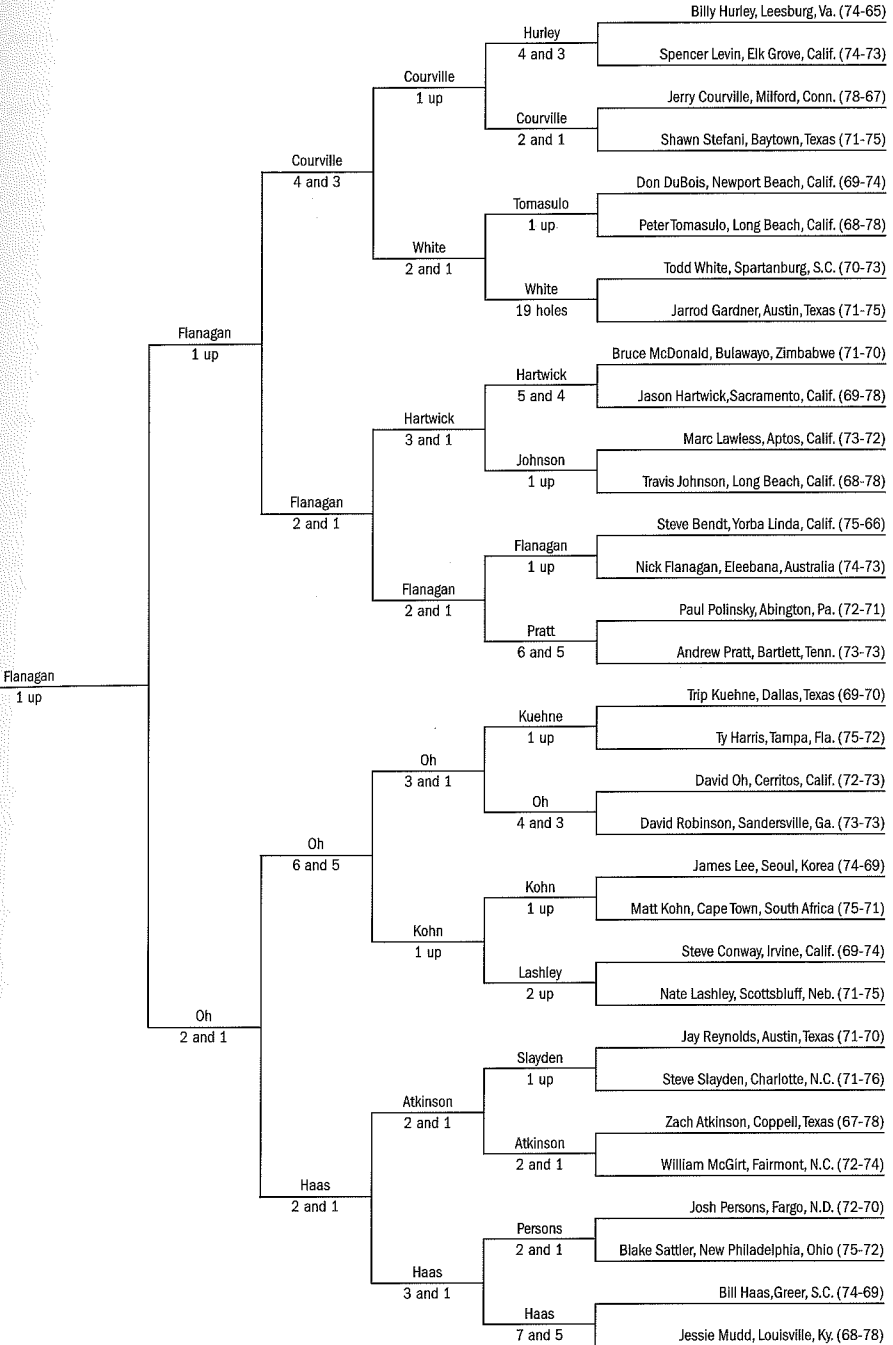 Billy Hurley, Leesburg, Va. (74-65)
Hurley
4 and 3
Spencer Levin, Elk Grove, Calif. (74-73)
Courville
1 up
Jerry Courville, Milford, Conn. (78-67)
Courville
2 and 1
Shawn Stefani, Baytown, Texas (71-75)
Courville
4 and 3
Don DuBois, Newport Beach, Calif. (69-74)
Tomasulo
1 up
Peter Tomasulo, Long Beach, Calif. (68-78)
White
2 and 1
Todd White, Spartanburg, S.C. (70-73)
White
19 holes
Jarrod Gardner, Austin, Texas (71-75)
Flanagan
1 up
Bruce McDonald, Bulawayo, Zimbabwe (71-70)
Hartwick
5 and 4
Jason Hartwick, Sacramento, Calif. (69-78)
Hartwick
3 and 1
Marc Lawless, Aptos, Calif. (73-72)
Johnson
1 up
Travis Johnson, Long Beach, Calif. (68-78)
Flanagan
2 and 1
Steve Bendt, Yorba Linda, Calif. (75-66)
Flanagan
1 up
Nick Flanagan, Eleebana, Australia (74-73)
Flanagan
2 and 1
Paul Polinsky, Abington, Pa. (72-71)
Pratt
6 and 5
Andrew Pratt, Bartlett, Tenn. (73-73)
Flanagan
1 up
Trip Kuehne, Dallas, Texas (69-70)
Kuehne
1 up
Ty Harris, Tampa, Fla. (75-72)
Oh
3 and 1
David Oh, Cerritos, Calif. (72-73)
Oh
4 and 3
David Robinson, Sandersville, Ga. (73-73)
Oh
6 and 5
James Lee, Seoul, Korea (74-69)
Kohn
1 up
Matt Kohn, Cape Town, South Africa (75-71)
Kohn
1 up
Steve Conway, Irvine, Calif. (69-74)
Lashley
2 up
Nate Lashley, Scottsbluff, Neb. (71-75)
Oh
2 and 1
Jay Reynolds, Austin, Texas (71-70)
Slayden
1 up
Steve Slayden, Charlotte, N.C. (71-76)
Atkinson
2 and 1
Zach Atkinson, Coppell, Texas (67-78)
Atkinson
2 and 1
William McGirt, Fairmont, N.C. (72-74)
Haas
2 and 1
Josh Persons, Fargo, N.D. (72-70)
Persons
2 and 1
Blake Sattler, New Philadelphia, Ohio (75-72)
Haas
3 and 1
Bill Haas, Greer, S.C. (74-69)
Haas
7 and 5
Jessie Mudd, Louisville, Ky. (68-78)